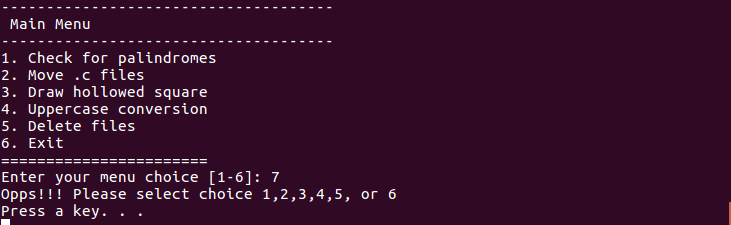 -------------------------------------
 Main Menu
-------------------------------------
1. Check for palindromes
2. Move .c files
3. Draw hollowed square
4. Uppercase conversion
5. Delete files
6. Exit
=======================
Enter your menu choice [1-6]: 7
Opps!!! Please select choice 1,2,3,4,5, or 6
Press a key. . .